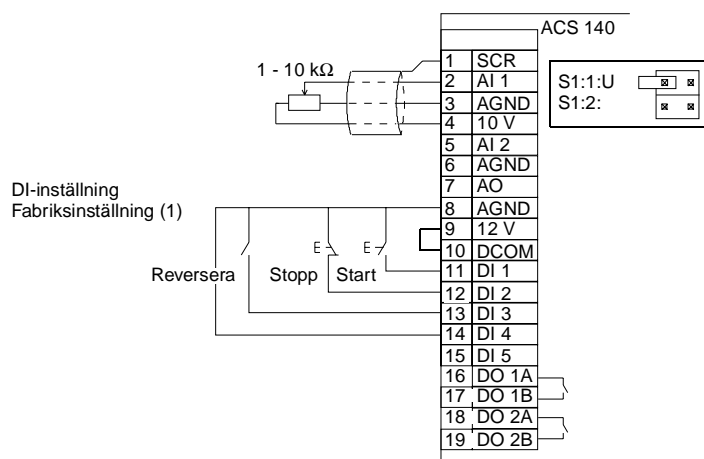 ACS 140
1 - 10 kΩ
1 SCR
2 AI 1
3 AGND
4 10 V
5 AI 2
6 AGND
7 AO
8 AGND
9 12 V
10 DCOM
11 DI 1
12 DI 2
13 DI 3
14 DI 4
15 DI 5
16 DO 1A
17 DO 1B
18 DO 2A
19 DO 2B
S1:1:U
S1:2:
DI-inställning
Fabriksinställning (1)
E E
Reversera Stopp Start